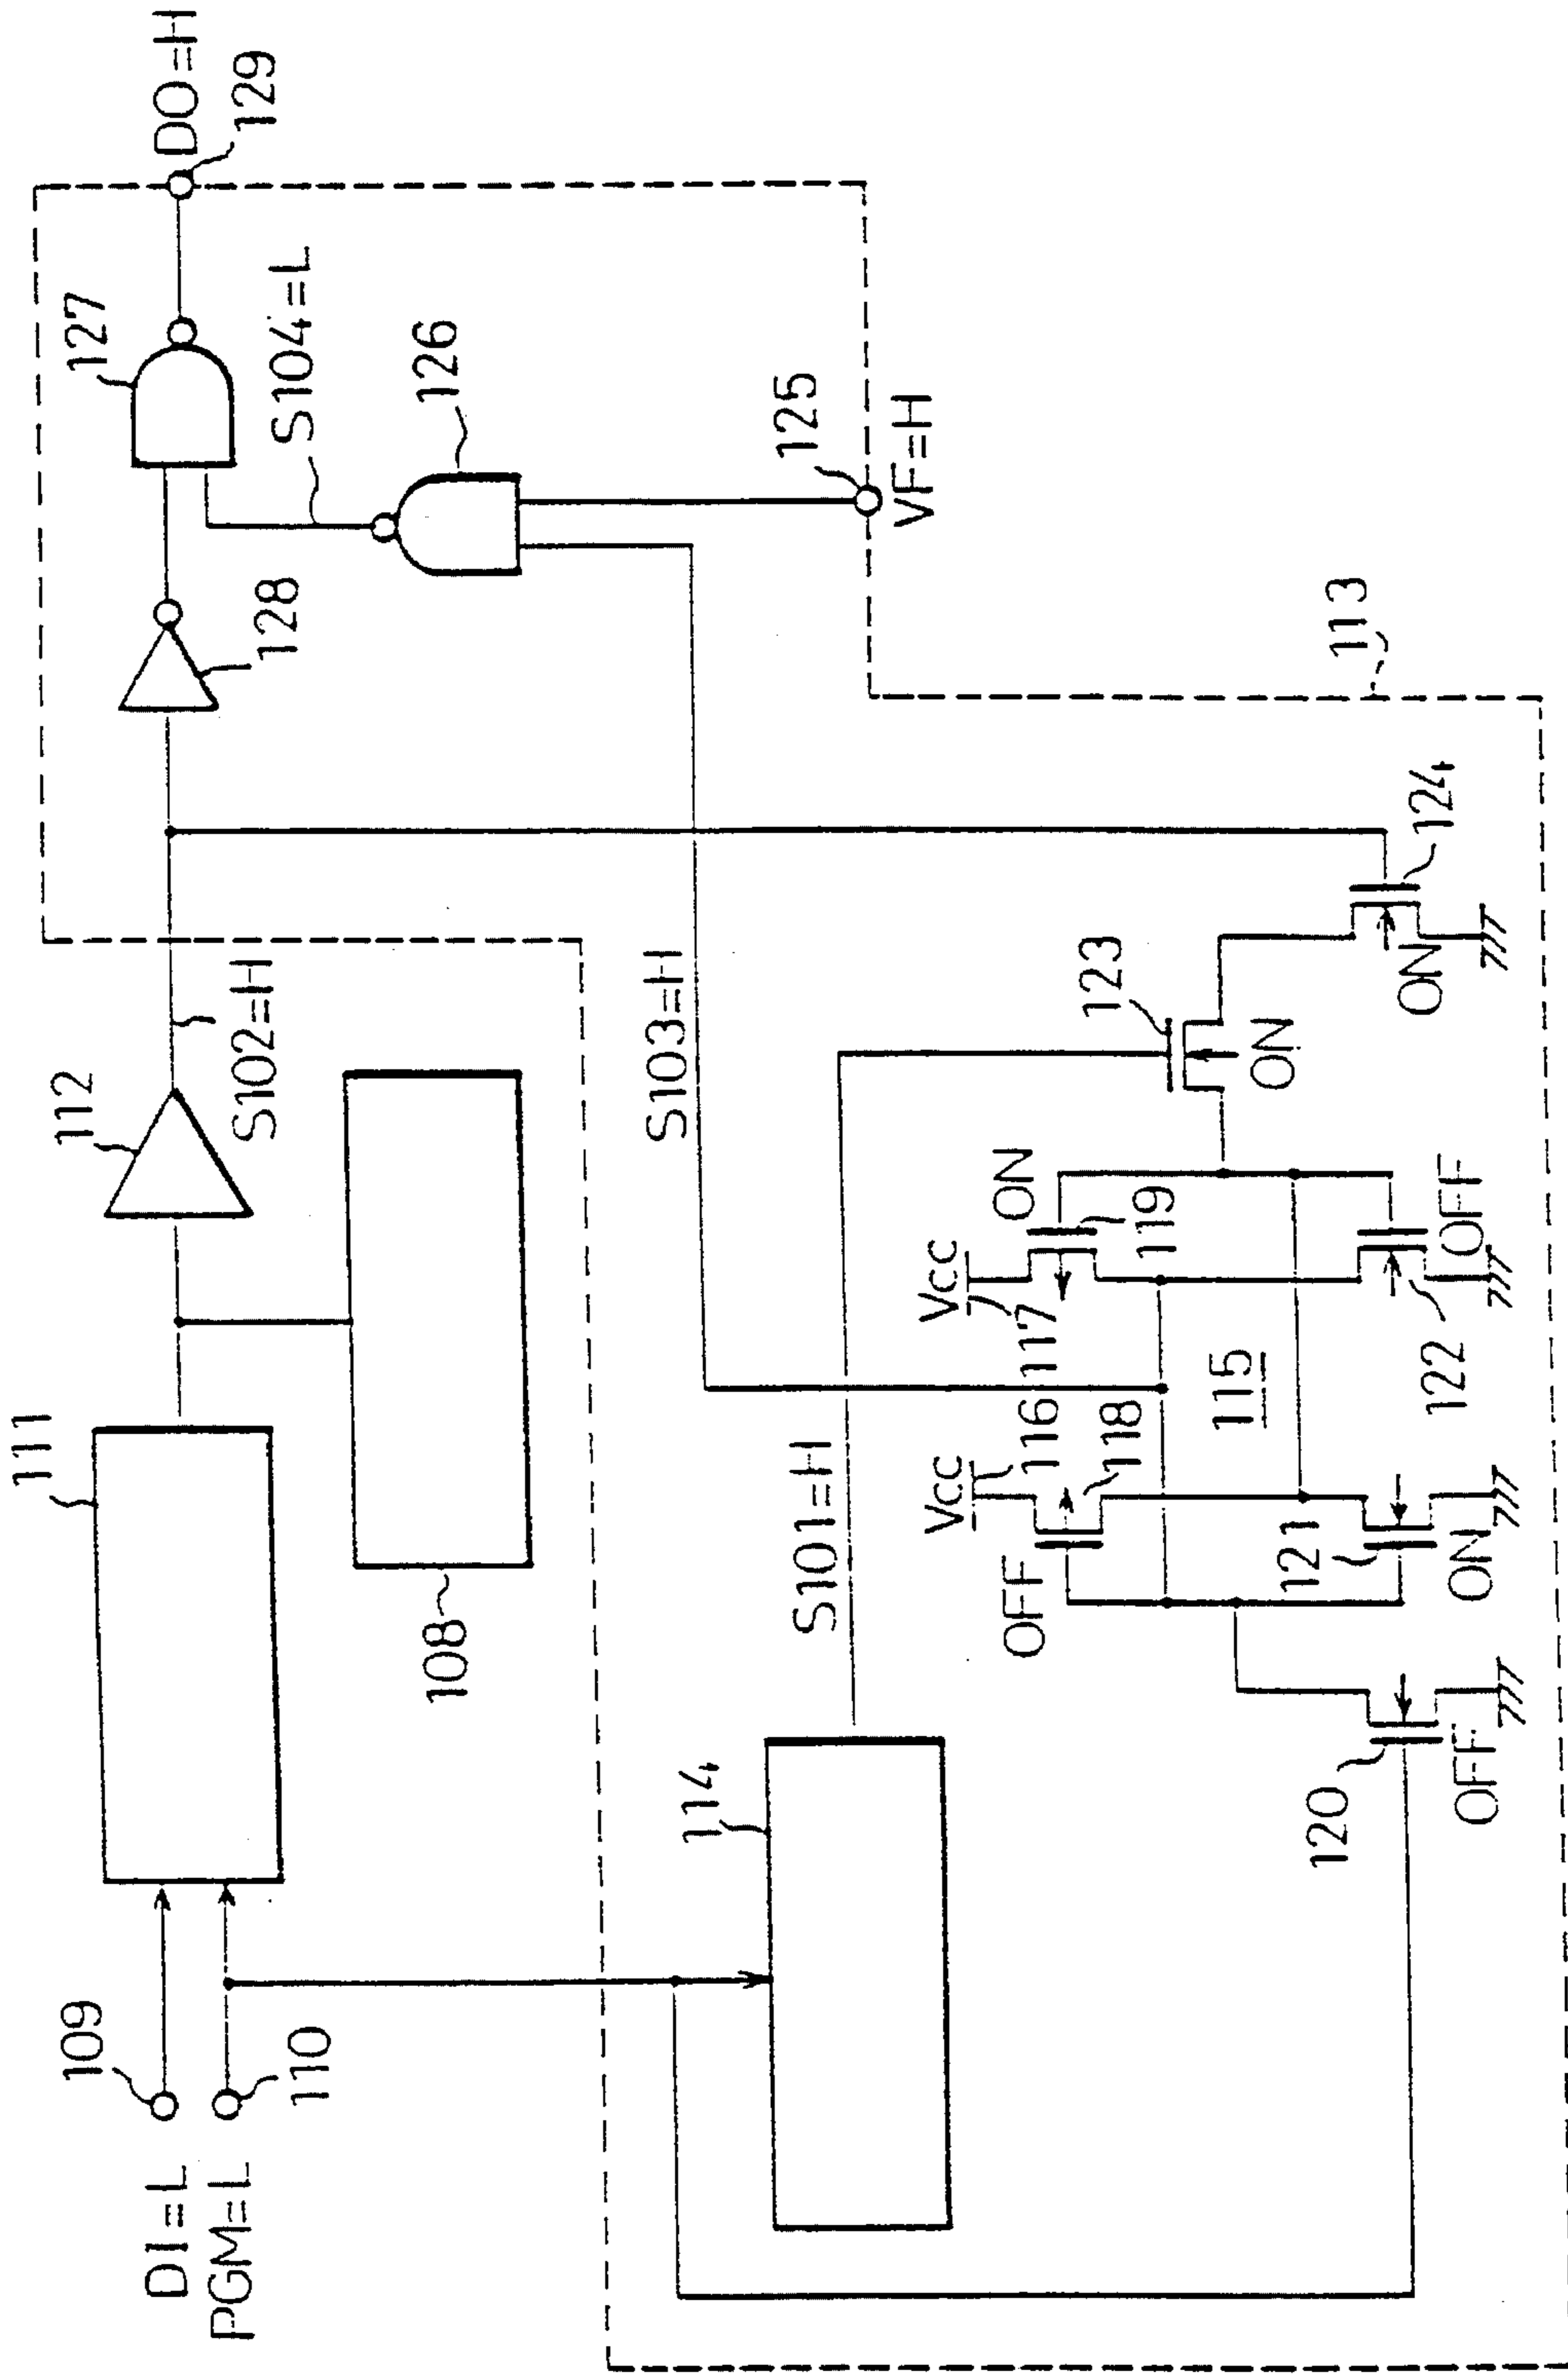 DI=L
PGM=L
109
110
111
108
112
S102=H
128
127
DO=H
129
S104=L
126
125
VF=H
113
S103=H
S101=H
114
123
ON
124
ON
Vcc
116
118
OFF
Vcc
117
119
ON
115
120
OFF
121
ON
122
OFF